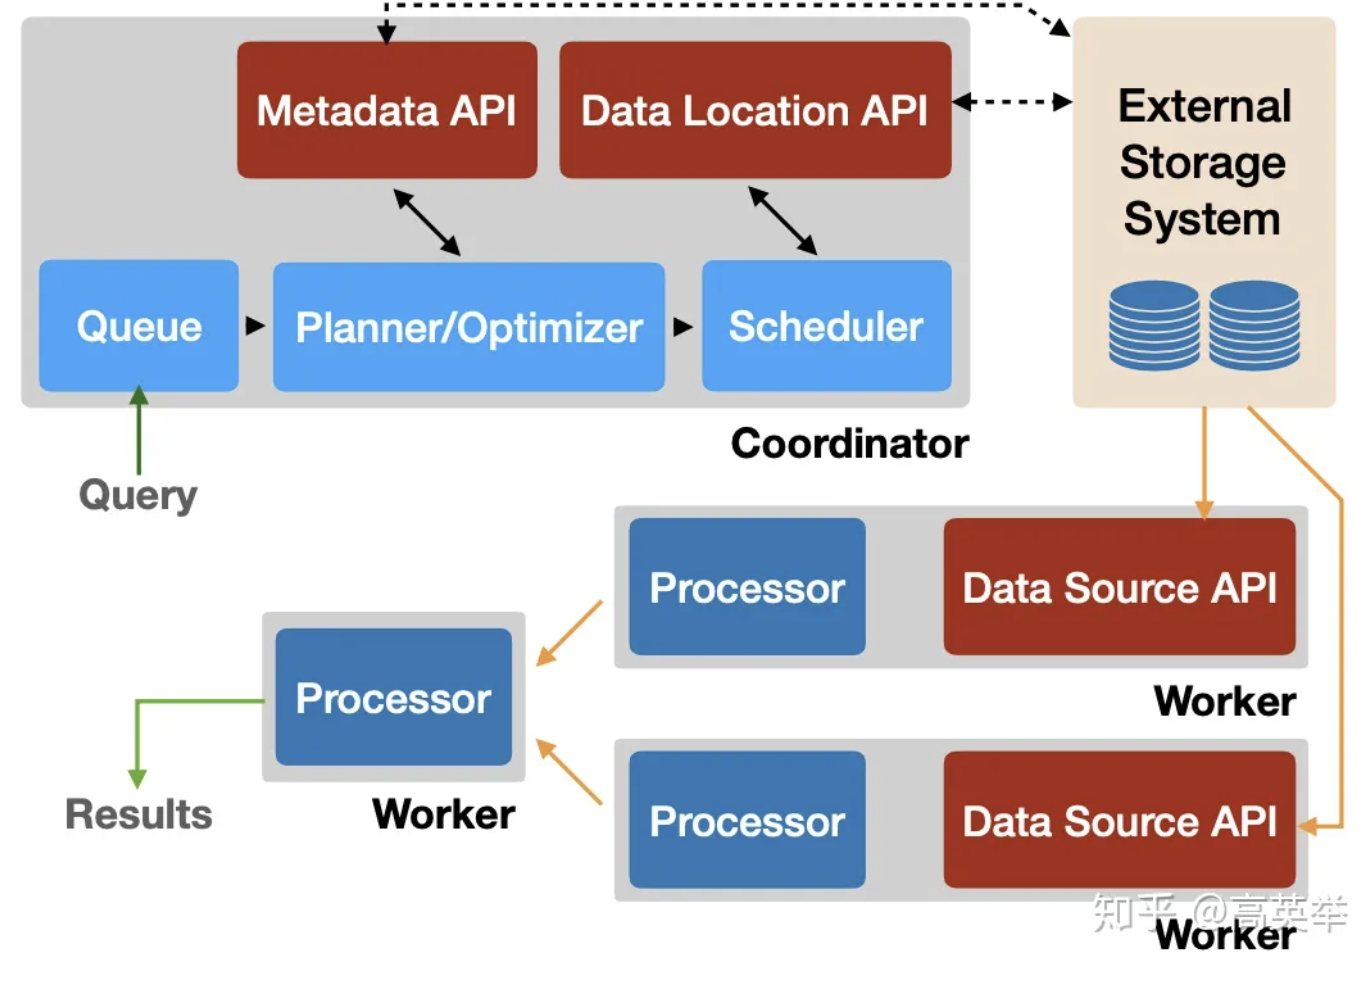 Metadata API
Data Location API
External
Storage
System
Queue
Planner/Optimizer
Scheduler
Coordinator
Query
Processor
Data Source API
Worker
Processor
Worker
Results
Processor
Data Source API
Worker
知乎 @高英举